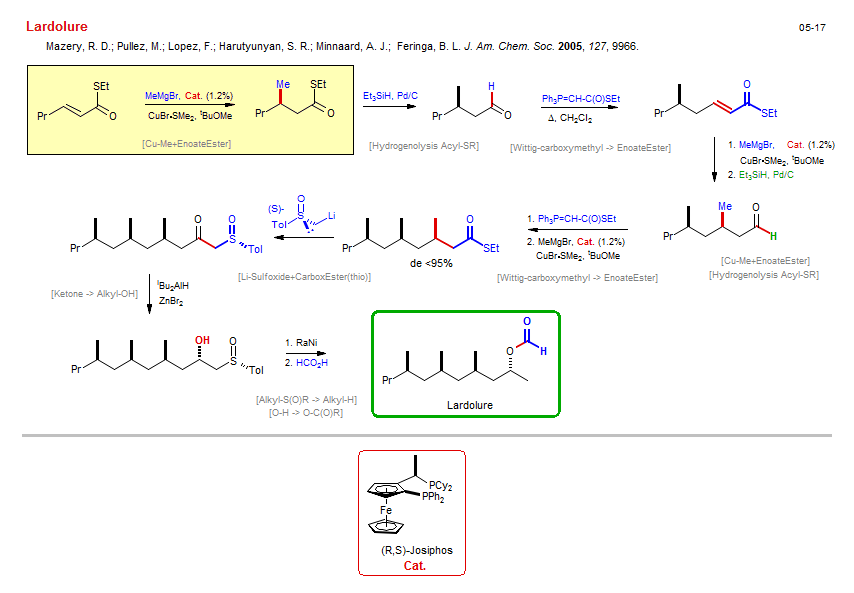 Lardolure
05-17
Mazery, R. D.; Pullez, M.; Lopez, F.; Harutyunyan, S. R.; Minnaard, A. J.; Feringa, B. L. J. Am. Chem. Soc. 2005, 127, 9966.
SEt
Pr
O
MeMgBr, Cat. (1.2%)
CuBr•SMe₂, ᵗBuOMe
[Cu-Me+EnoateEster]
Me
SEt
Pr
O
Et₃SiH, Pd/C
[Hydrogenolysis Acyl-SR]
H
Pr
O
Ph₃P=CH-C(O)SEt
Δ, CH₂Cl₂
[Wittig-carboxymethyl -> EnoateEster]
O
Pr
SEt
1. MeMgBr, Cat. (1.2%)
CuBr•SMe₂, ᵗBuOMe
2. Et₃SiH, Pd/C
Me
O
Pr
H
[Cu-Me+EnoateEster]
[Hydrogenolysis Acyl-SR]
1. Ph₃P=CH-C(O)SEt
2. MeMgBr, Cat. (1.2%)
CuBr•SMe₂, ᵗBuOMe
[Wittig-carboxymethyl -> EnoateEster]
O
Pr
SEt
de <95%
(S)-
O
S
Li
Tol
[Li-Sulfoxide+CarboxEster(thio)]
O
O
Pr
S
Tol
[Ketone -> Alkyl-OH]
ⁱBu₂AlH
ZnBr₂
OH
O
Pr
S
Tol
1. RaNi
2. HCO₂H
[Alkyl-S(O)R -> Alkyl-H]
[O-H -> O-C(O)R]
O
O
H
Pr
Lardolure
PCy₂
PPh₂
Fe
(R,S)-Josiphos
Cat.